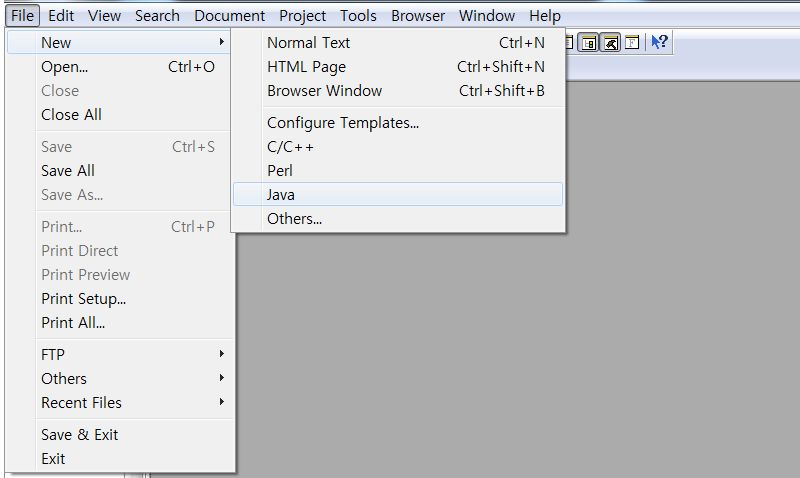 File Edit View Search Document Project Tools Browser Window Help
New
Open... Ctrl+O
Close
Close All
Save Ctrl+S
Save All
Save As...
Print... Ctrl+P
Print Direct
Print Preview
Print Setup...
Print All...
FTP
Others
Recent Files
Save & Exit
Exit
Normal Text Ctrl+N
HTML Page Ctrl+Shift+N
Browser Window Ctrl+Shift+B
Configure Templates...
C/C++
Perl
Java
Others...